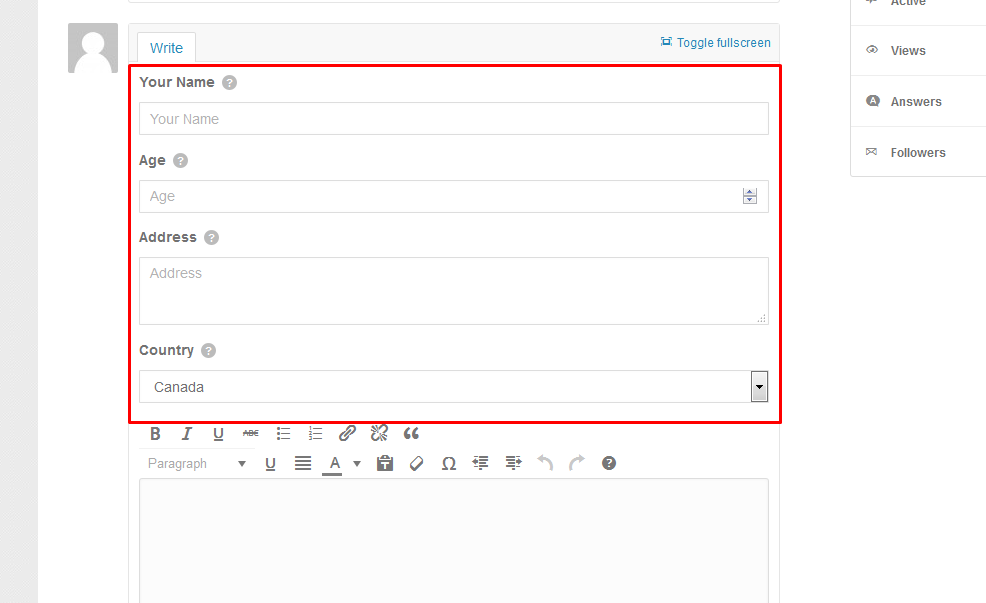 Active
Write
Toggle fullscreen
Your Name ?
Your Name
Views
Answers
Age ?
Followers
Age
Address ?
Address
Country ?
Canada
B I U ABC
Paragraph U A T Ω ?